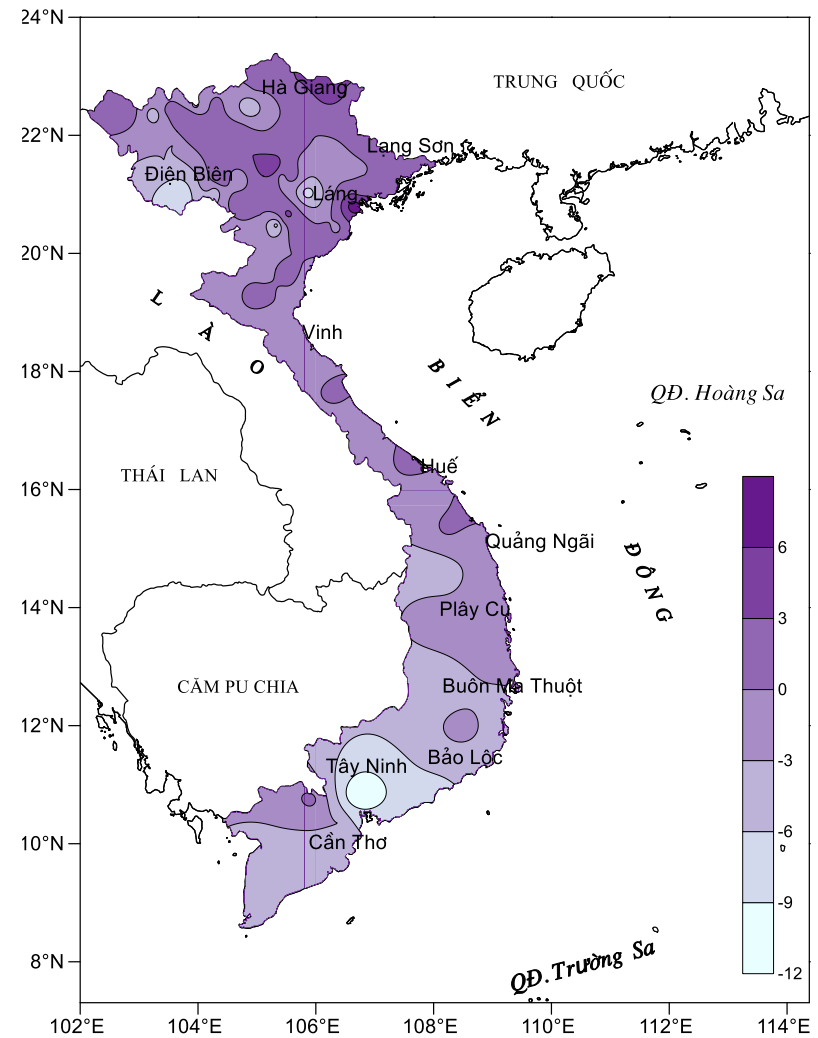 24°N
TRUNG QUỐC
Hà Giang
22°N
Lạng Sơn
Điện Biên
Láng
20°N
L À O
Vinh
18°N
BIỂN
QĐ. Hoàng Sa
Huế
THÁI LAN
16°N
Quảng Ngãi
ĐÔNG
6
14°N
Plây Cu
3
CĂM PU CHIA
Buôn Ma Thuột
0
12°N
Bảo Lộc
Tây Ninh
-3
10°N
Cần Thơ
-6
-9
8°N
QĐ. Trường Sa
-12
102°E 104°E 106°E 108°E 110°E 112°E 114°E